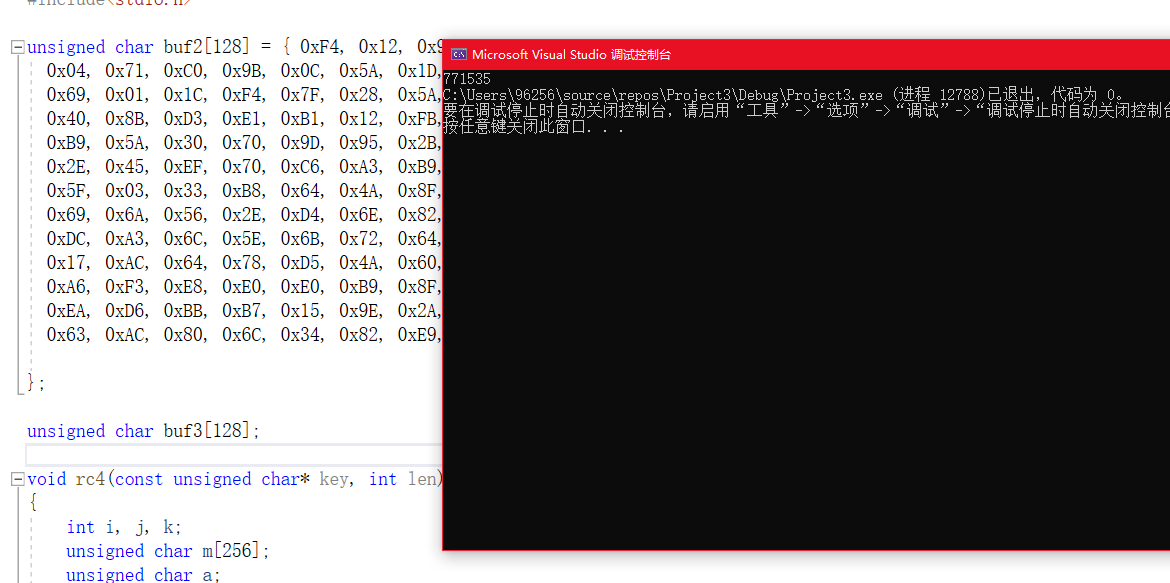 #include<stdio.h>
unsigned char buf2[128] = { 0xF4, 0x12, 0x9
0x04, 0x71, 0xC0, 0x9B, 0x0C, 0x5A, 0x1D,
0x69, 0x01, 0x1C, 0xF4, 0x7F, 0x28, 0x5A,
0x40, 0x8B, 0xD3, 0xE1, 0xB1, 0x12, 0xFB,
0xB9, 0x5A, 0x30, 0x70, 0x9D, 0x95, 0x2B,
0x2E, 0x45, 0xEF, 0x70, 0xC6, 0xA3, 0xB9,
0x5F, 0x03, 0x33, 0xB8, 0x64, 0x4A, 0x8F,
0x69, 0x6A, 0x56, 0x2E, 0xD4, 0x6E, 0x82,
0xDC, 0xA3, 0x6C, 0x5E, 0x6B, 0x72, 0x64,
0x17, 0xAC, 0x64, 0x78, 0xD5, 0x4A, 0x60,
0xA6, 0xF3, 0xE8, 0xE0, 0xE0, 0xB9, 0x8F,
0xEA, 0xD6, 0xBB, 0xB7, 0x15, 0x9E, 0x2A,
0x63, 0xAC, 0x80, 0x6C, 0x34, 0x82, 0xE9,
};
unsigned char buf3[128];
void rc4(const unsigned char* key, int len)
{
int i, j, k;
unsigned char m[256];
unsigned char a;
Microsoft Visual Studio 调试控制台
771535
C:\Users\96256\source\repos\Project3\Debug\Project3.exe (进程 12788)已退出，代码为 0。
要在调试停止时自动关闭控制台，请启用“工具”->“选项”->“调试”->“调试停止时自动关闭控制台
按任意键关闭此窗口. . .